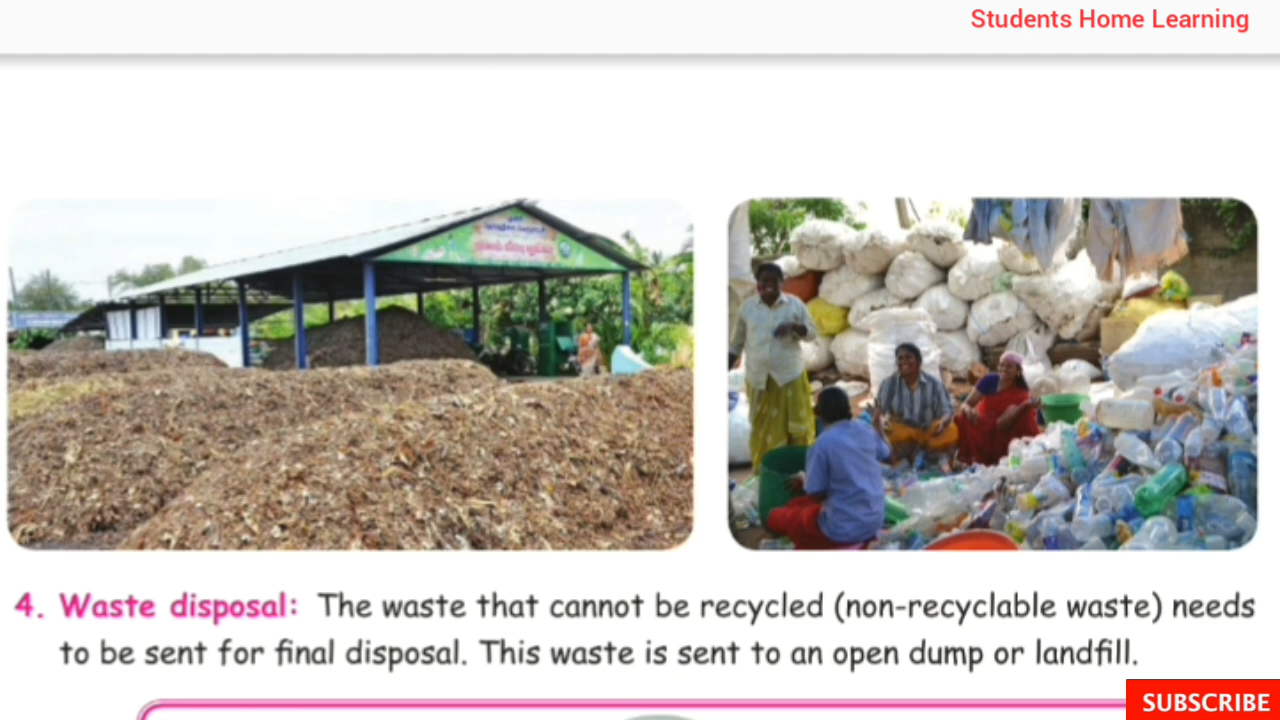 Students Home Learning
4. Waste disposal: The waste that cannot be recycled (non-recyclable waste) needs
to be sent for final disposal. This waste is sent to an open dump or landfill.
SUBSCRIBE